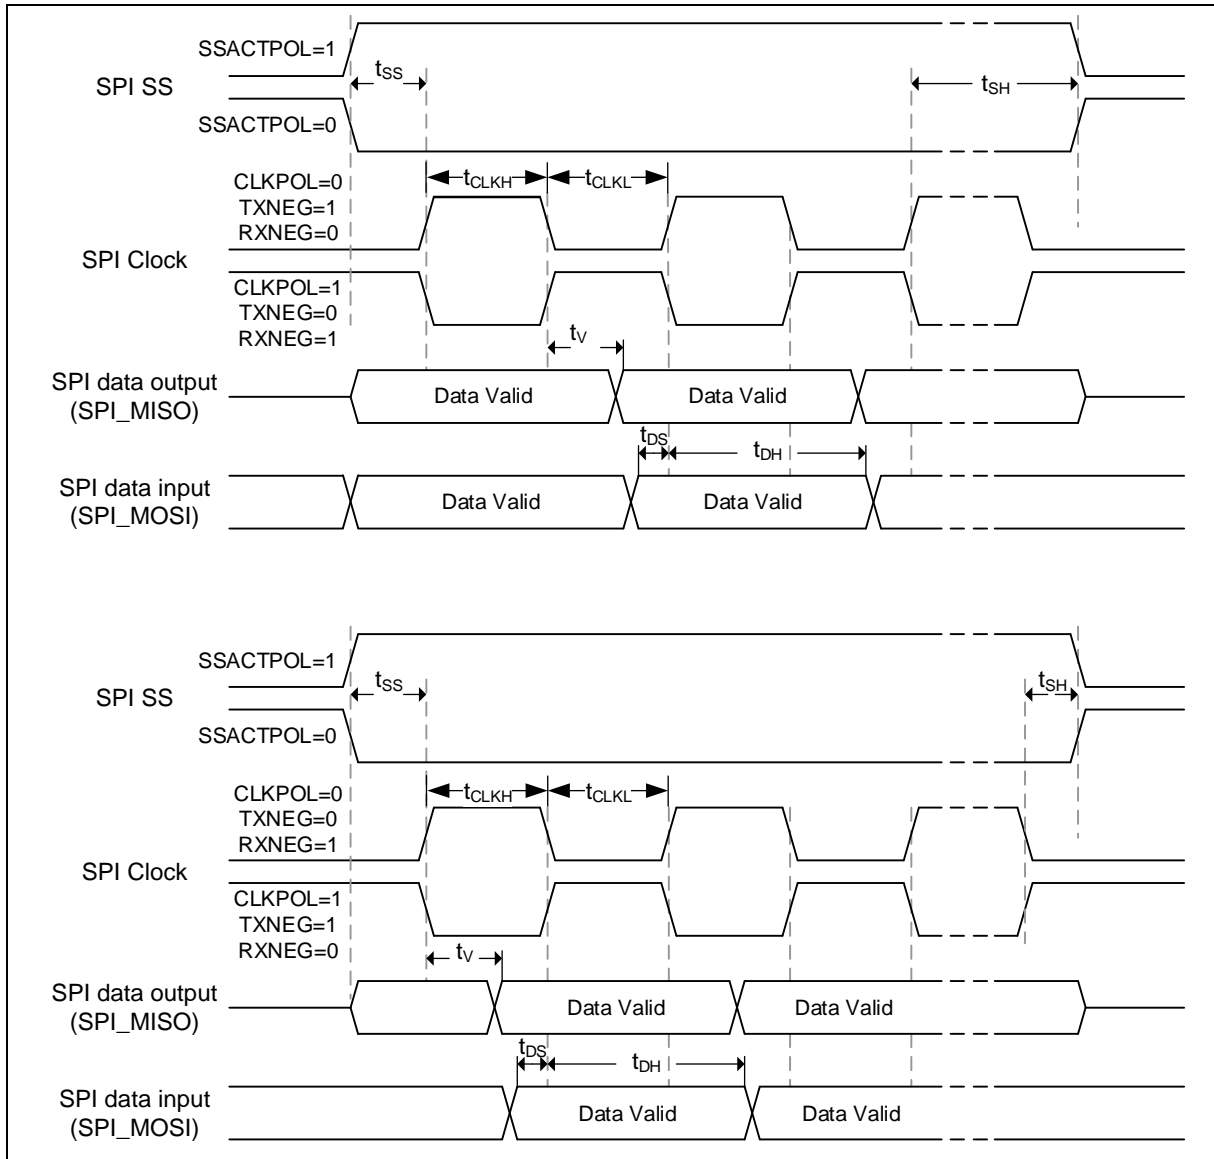 SSACTPOL=1
SPI SS
tSS
tSH
SSACTPOL=0
CLKPOL=0
TXNEG=1
RXNEG=0
tCLKH
tCLKL
SPI Clock
CLKPOL=1
TXNEG=0
RXNEG=1
tV
SPI data output
(SPI_MISO)
Data Valid
Data Valid
tDS
tDH
SPI data input
(SPI_MOSI)
Data Valid
Data Valid
SSACTPOL=1
SPI SS
tSS
tSH
SSACTPOL=0
CLKPOL=0
TXNEG=0
RXNEG=1
tCLKH
tCLKL
SPI Clock
CLKPOL=1
TXNEG=1
RXNEG=0
tV
SPI data output
(SPI_MISO)
Data Valid
Data Valid
tDS
tDH
SPI data input
(SPI_MOSI)
Data Valid
Data Valid